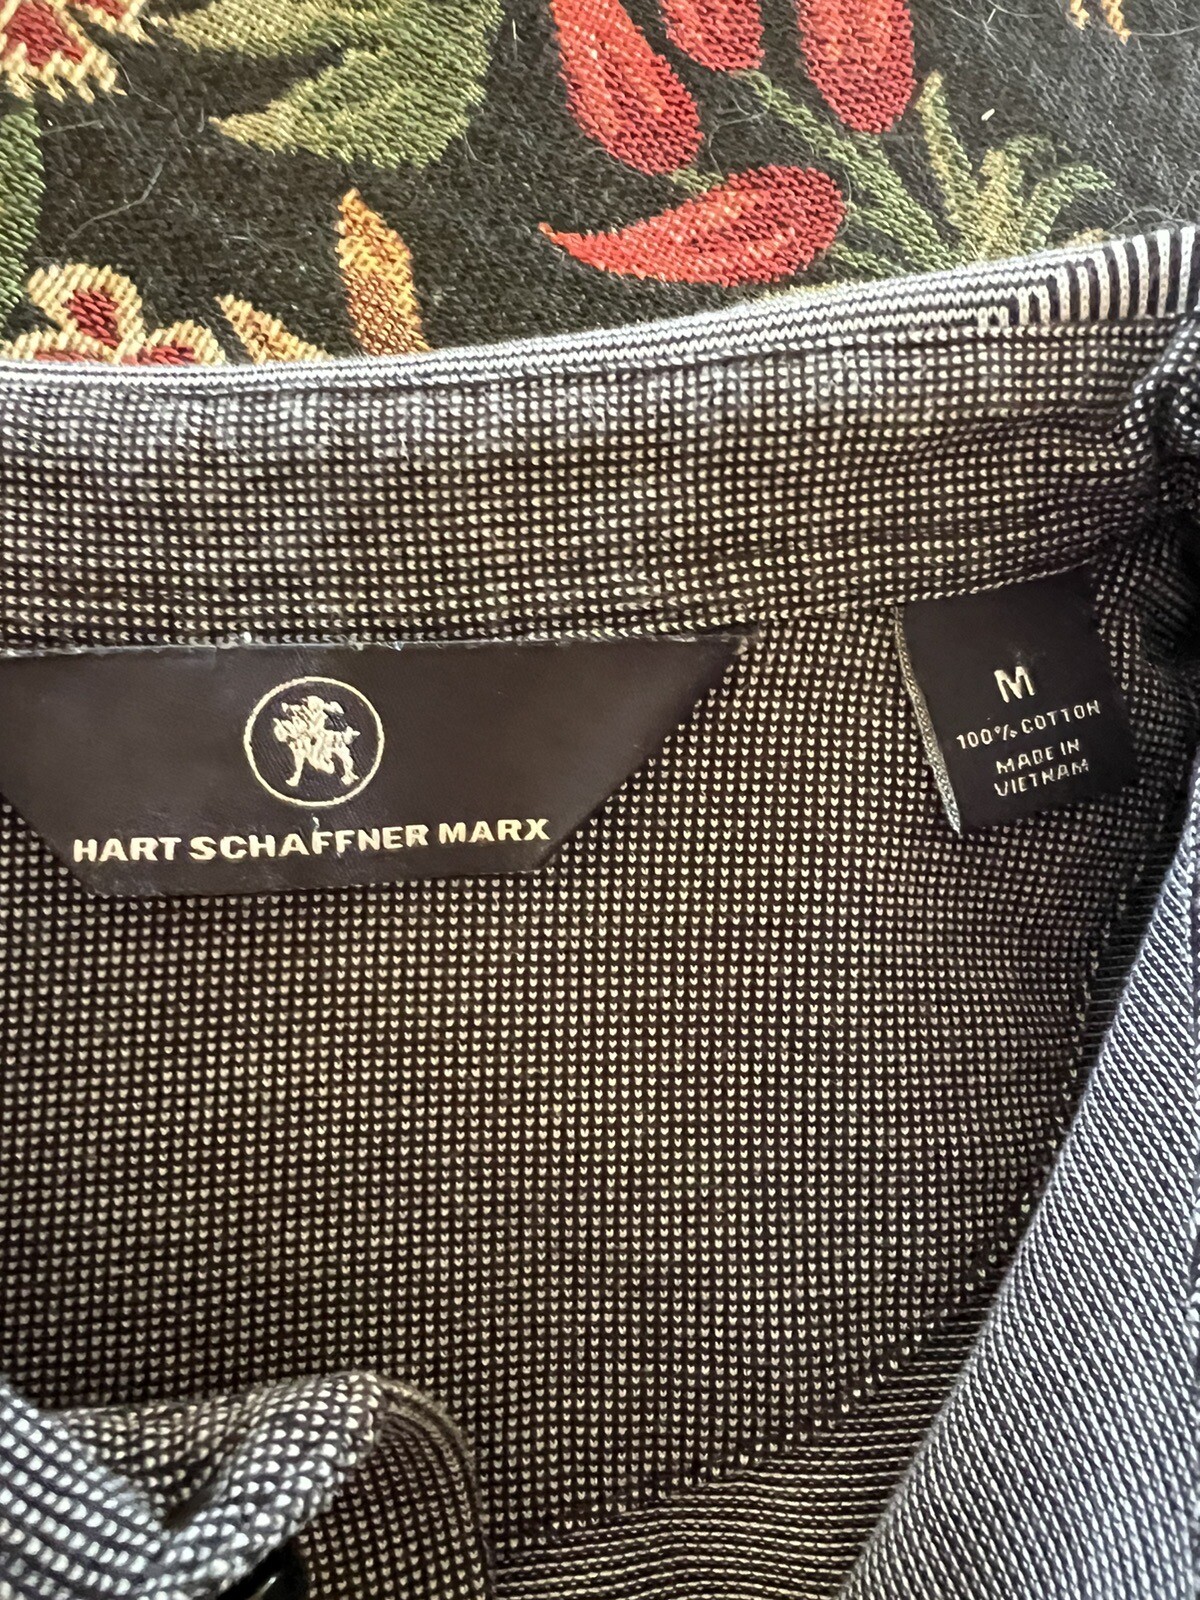 HART SCHAFFNER MARX
M
100% COTTON
MADE IN
VIETNAM